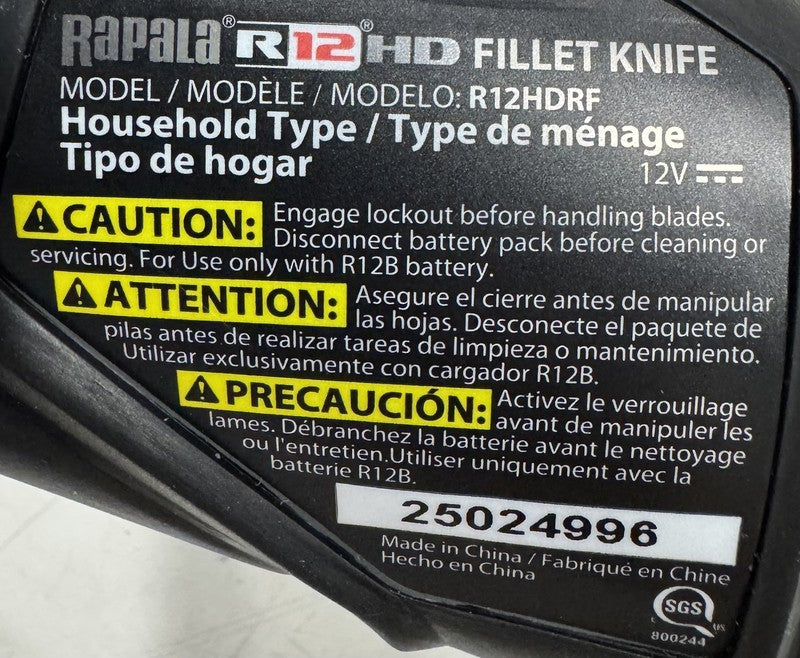 Rapala® R12® HD FILLET KNIFE
MODEL / MODÈLE / MODELO: R12HDRF
Household Type / Type de ménage
Tipo de hogar
12V
CAUTION: Engage lockout before handling blades.
Disconnect battery pack before cleaning or
servicing. For Use only with R12B battery.
ATTENTION: Asegure el cierre antes de manipular
las hojas. Desconecte el paquete de
pilas antes de realizar tareas de limpieza o mantenimiento.
Utilizar exclusivamente con cargador R12B.
PRECAUCIÓN: Activez le verrouillage
avant de manipuler les
lames. Débranchez la batterie avant le nettoyage
ou l'entretien.Utiliser uniquement avec la
batterie R12B.
25024996
Made in China / Fabriqué en Chine
Hecho en China
SGS
US
800244